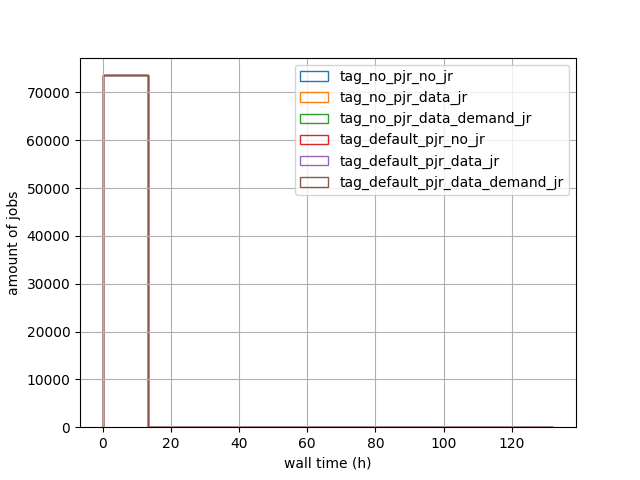 tag_no_pjr_no_jr
tag_no_pjr_data_jr
tag_no_pjr_data_demand_jr
tag_default_pjr_no_jr
tag_default_pjr_data_jr
tag_default_pjr_data_demand_jr
70000
60000
50000
40000
30000
20000
10000
0
amount of jobs
0 20 40 60 80 100 120
wall time (h)